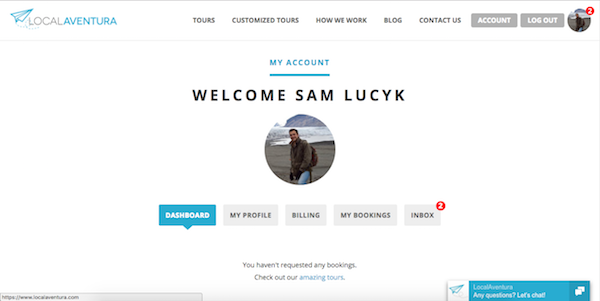 LOCALAVENTURA
TOURS CUSTOMIZED TOURS HOW WE WORK BLOG CONTACT US ACCOUNT LOG OUT 2
MY ACCOUNT
WELCOME SAM LUCYK
DASHBOARD MY PROFILE BILLING MY BOOKINGS INBOX 2
You haven't requested any bookings.
Check out our amazing tours.
https://www.localaventura.com
LocalAventura
Any questions? Let's chat!